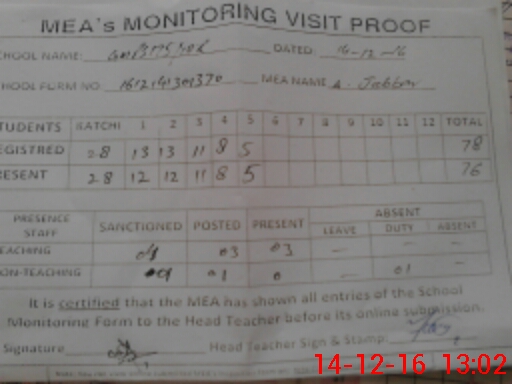 MEA's MONITORING VISIT PROOF
CHOOL NAME: DATED: 14-12-16
HOOL FORM NO MEA NAME A. Jabbar
TUDENTS KATCHI 1 2 3 4 5 6 7 8 9 10 11 12 TOTAL
EGISTRED 28 13 13 11 8 5 78
RESENT 28 12 12 11 8 5 76
PRESENCE STAFF SANCTIONED POSTED PRESENT ABSENT
LEAVE DUTY ABSENT
EACHING 04 03 03 — — —
ON-TEACHING 01 01 0 — 01
It is certified that the MEA has shown all entries of the School
Monitoring Form to the Head Teacher before its online submission.
Signature Head Teacher Sign & Stamp:
14-12-16 13:02